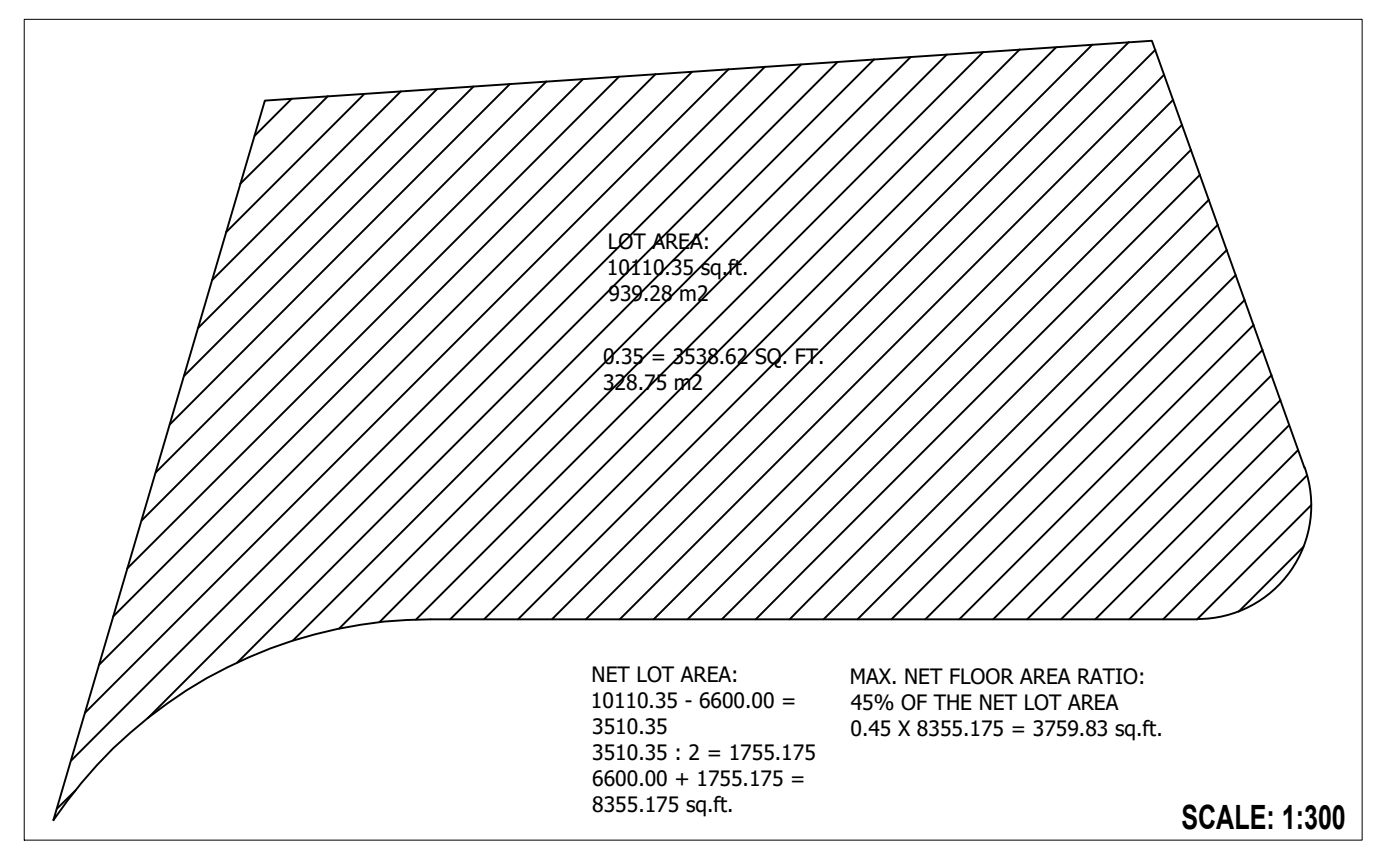 LOT AREA:
10110.35 sq.ft.
939.28 m2
0.35 = 3538.62 SQ. FT.
328.75 m2
NET LOT AREA:
10110.35 - 6600.00 =
3510.35
3510.35 : 2 = 1755.175
6600.00 + 1755.175 =
8355.175 sq.ft.
MAX. NET FLOOR AREA RATIO:
45% OF THE NET LOT AREA
0.45 X 8355.175 = 3759.83 sq.ft.
SCALE: 1:300